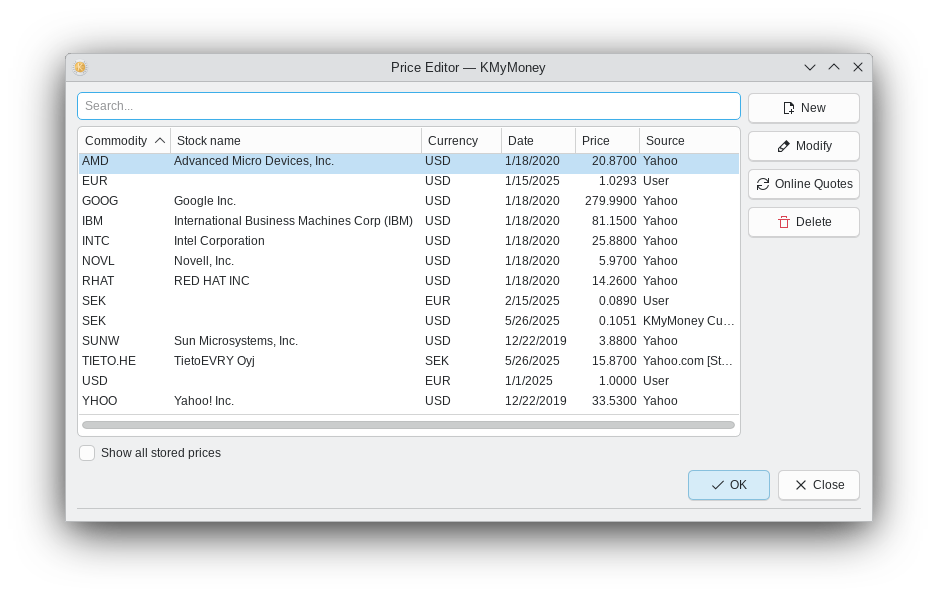 Price Editor — KMyMoney
Search...
New
Modify
Online Quotes
Delete
Commodity Stock name Currency Date Price Source
AMD Advanced Micro Devices, Inc. USD 1/18/2020 20.8700 Yahoo
EUR USD 1/15/2025 1.0293 User
GOOG Google Inc. USD 1/18/2020 279.9900 Yahoo
IBM International Business Machines Corp (IBM) USD 1/18/2020 81.1500 Yahoo
INTC Intel Corporation USD 1/18/2020 25.8800 Yahoo
NOVL Novell, Inc. USD 1/18/2020 5.9700 Yahoo
RHAT RED HAT INC USD 1/18/2020 14.2600 Yahoo
SEK EUR 2/15/2025 0.0890 User
SEK USD 5/26/2025 0.1051 KMyMoney Cu…
SUNW Sun Microsystems, Inc. USD 12/22/2019 3.8800 Yahoo
TIETO.HE TietoEVRY Oyj SEK 5/26/2025 15.8700 Yahoo.com [St…
USD EUR 1/1/2025 1.0000 User
YHOO Yahoo! Inc. USD 12/22/2019 33.5300 Yahoo
Show all stored prices
OK
Close